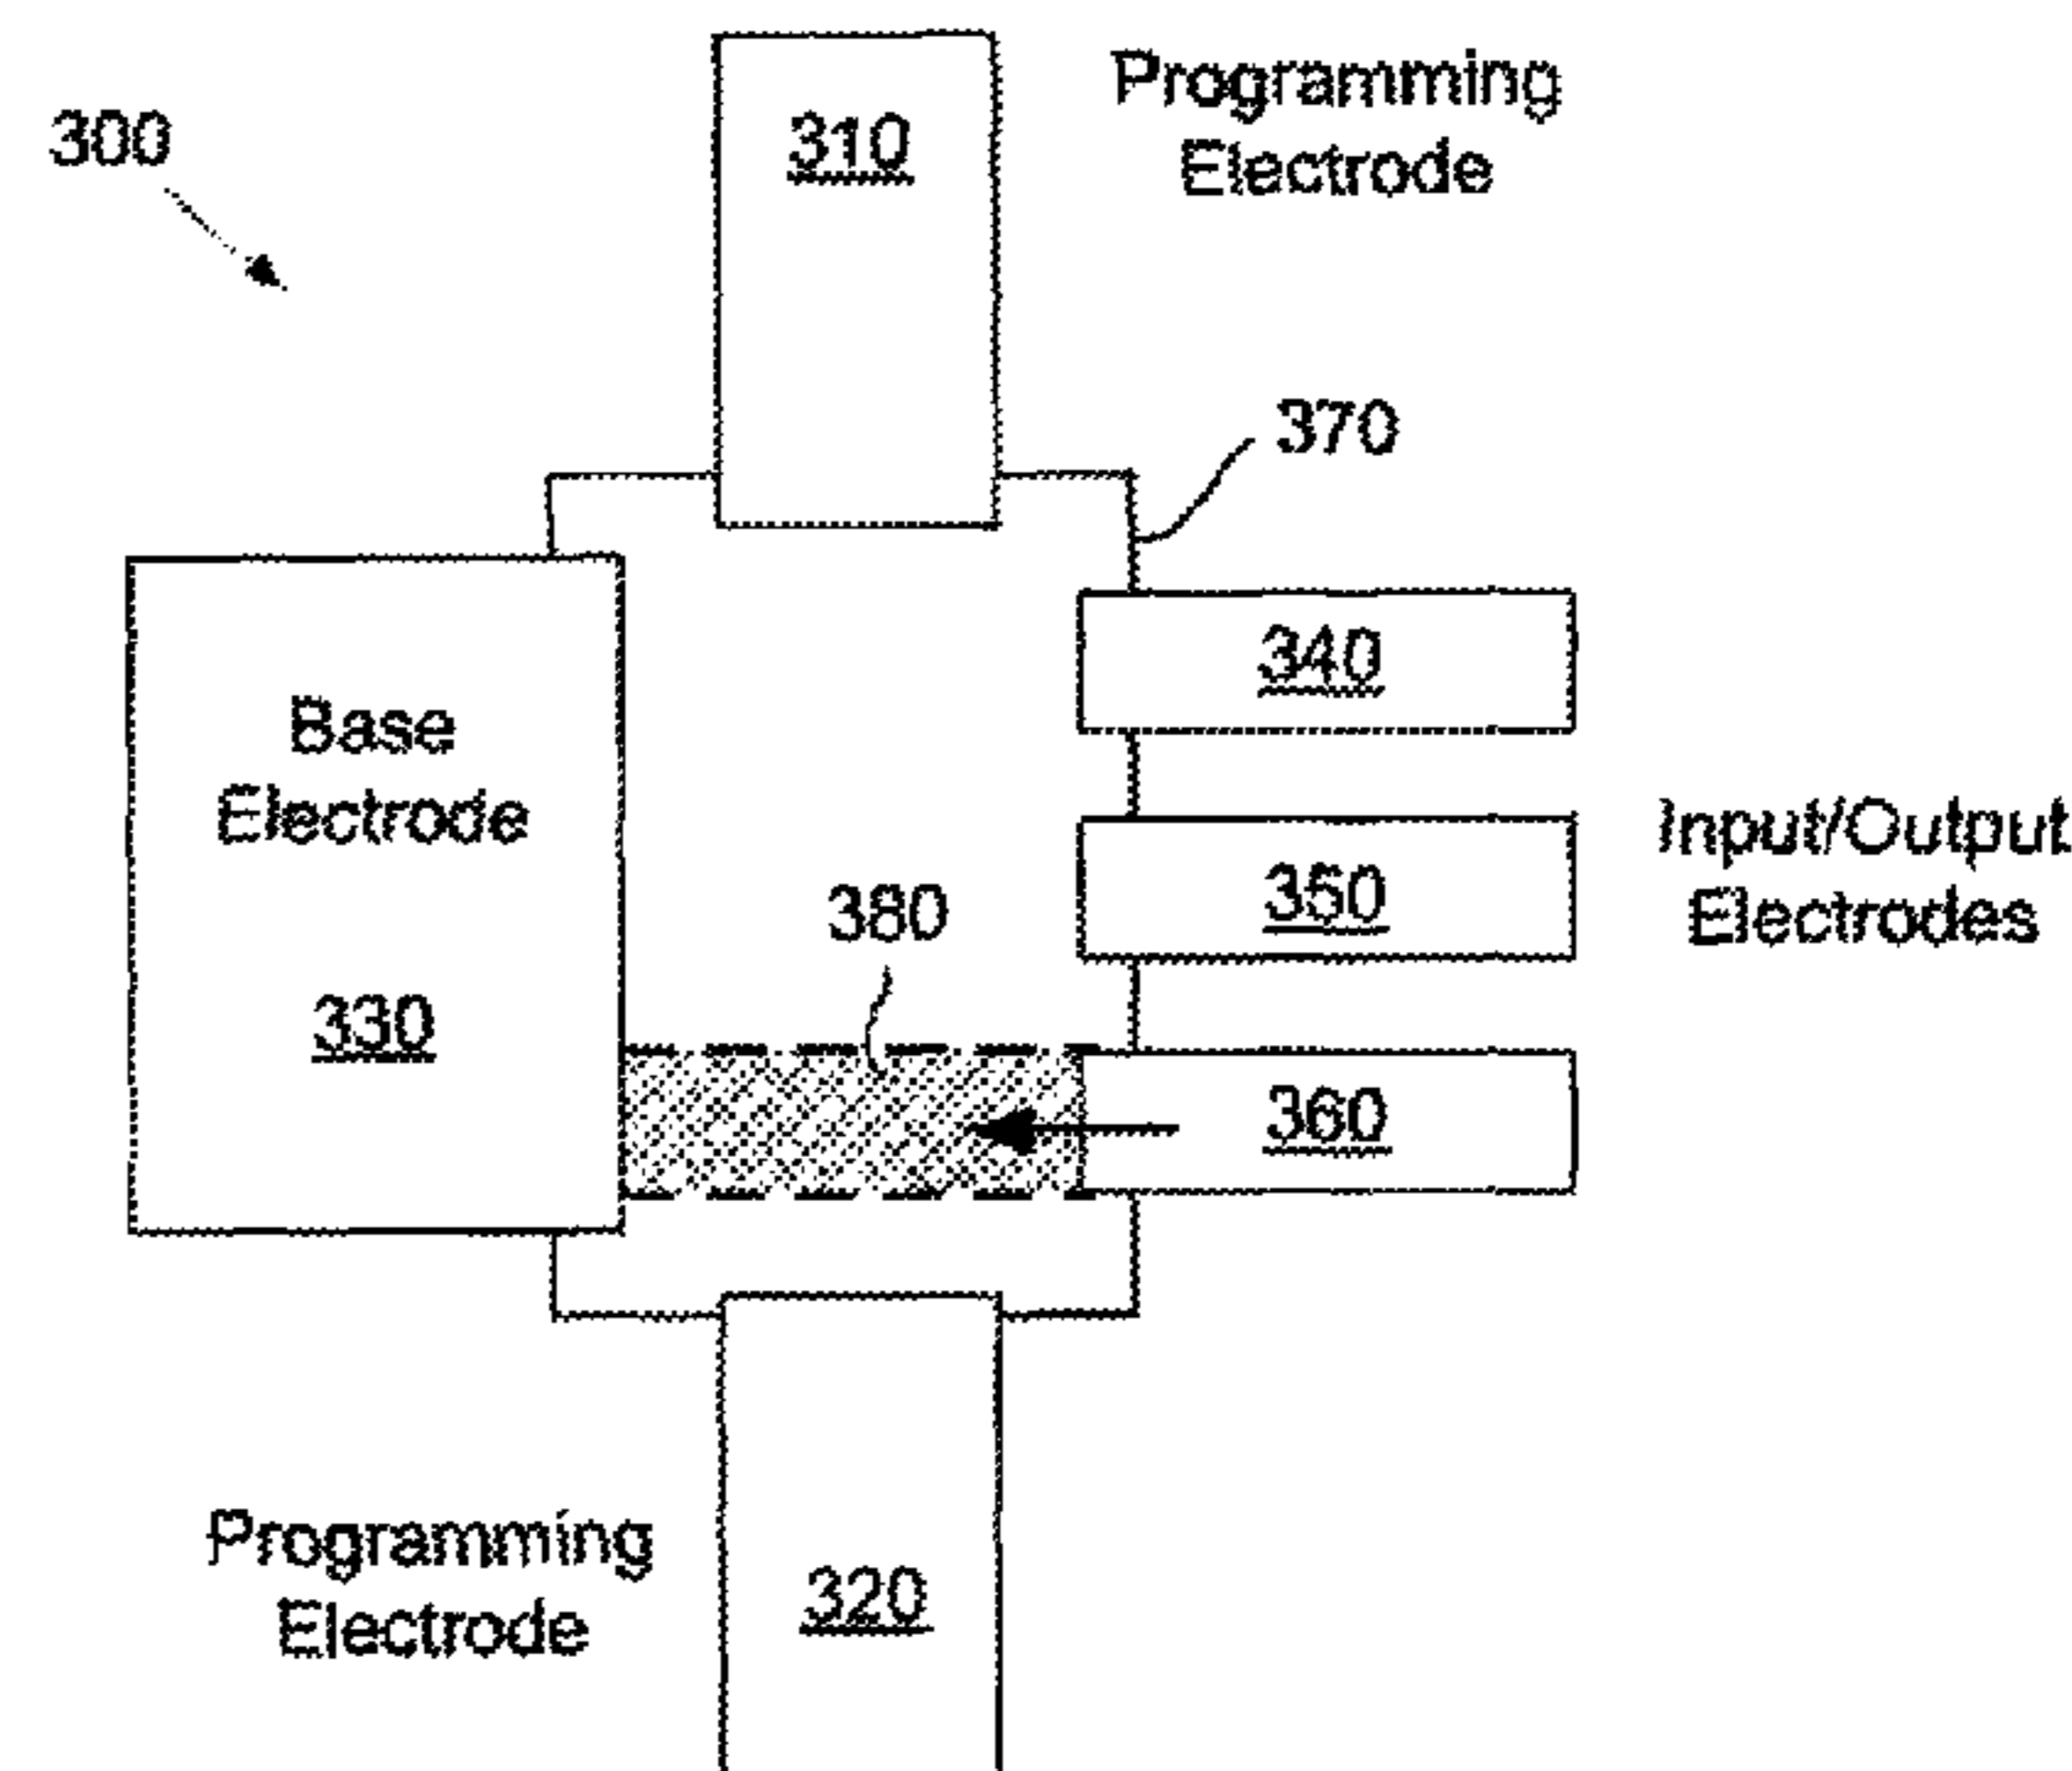 300
310
Programming
Electrode
370
340
Base
Electrode
Input/Output
Electrodes
350
380
330
360
Programming
Electrode
320